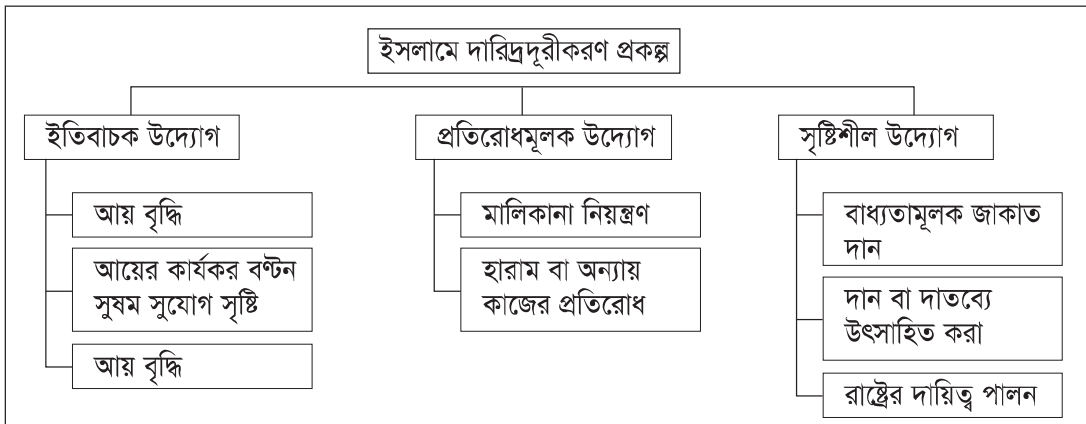 ইসলামে দারিদ্রদূরীকরণ প্রকল্প
ইতিবাচক উদ্যোগ
আয় বৃদ্ধি
আয়ের কার্যকর বণ্টন
সুষম সুযোগ সৃষ্টি
আয় বৃদ্ধি
প্রতিরোধমূলক উদ্যোগ
মালিকানা নিয়ন্ত্রণ
হারাম বা অন্যায়
কাজের প্রতিরোধ
সৃষ্টিশীল উদ্যোগ
বাধ্যতামূলক জাকাত
দান
দান বা দাতব্যে
উৎসাহিত করা
রাষ্ট্রের দায়িত্ব পালন